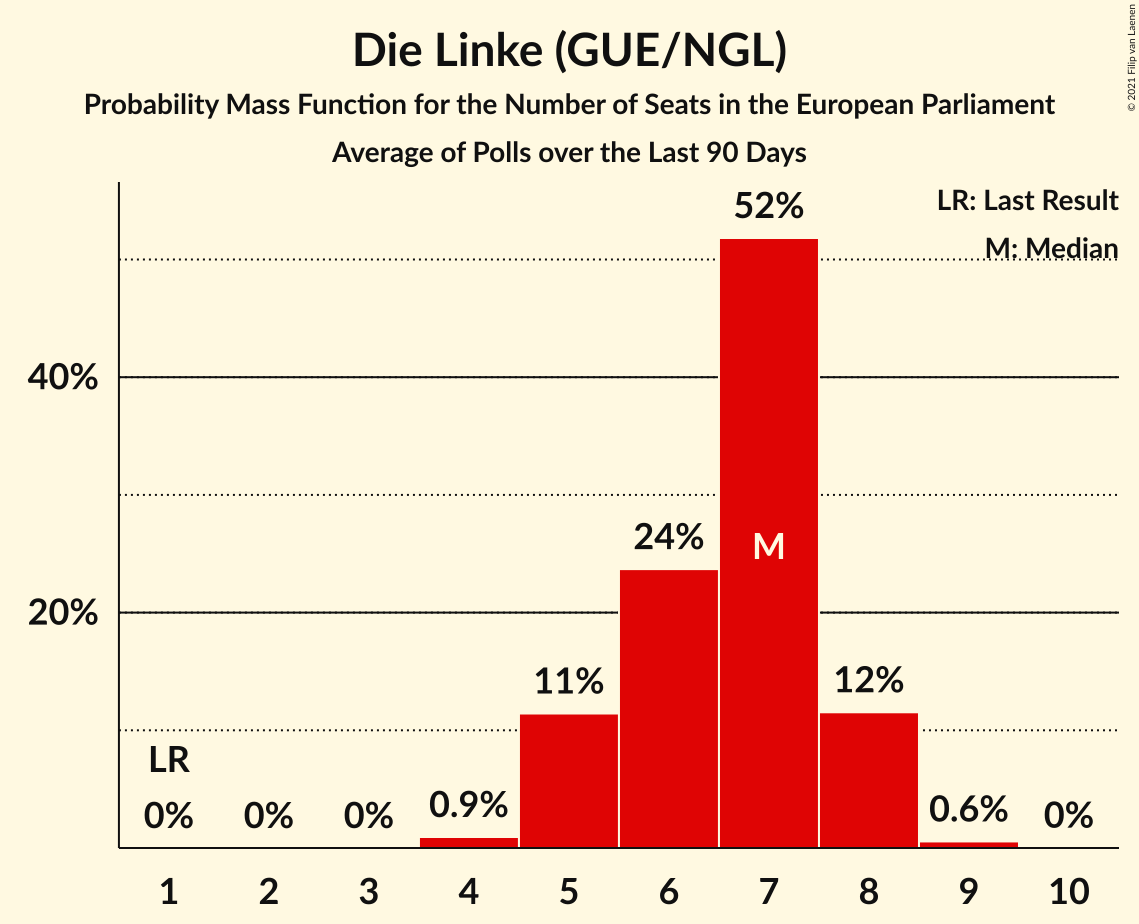 Die Linke (GUE/NGL)
Probability Mass Function for the Number of Seats in the European Parliament
Average of Polls over the Last 90 Days
© 2021 Filip van Laenen
LR: Last Result
M: Median
52%
40%
24%
M
20%
11%
12%
LR
0%
0%
0%
0.9%
0.6%
0%
1 2 3 4 5 6 7 8 9 10